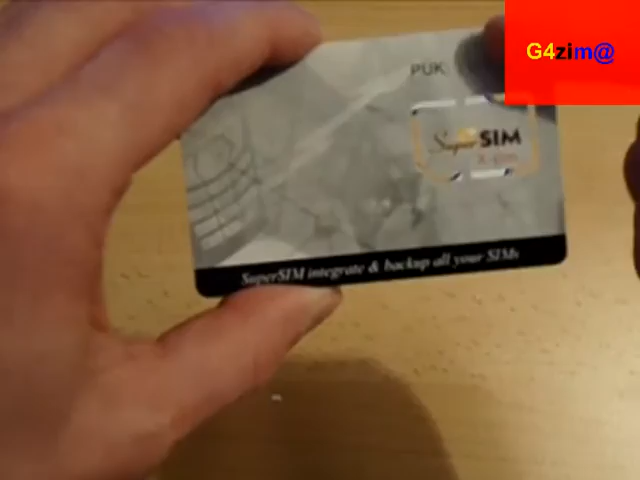 G4zim@
PUK
SuperSIM
SuperSIM integrate & backup all your SIMs